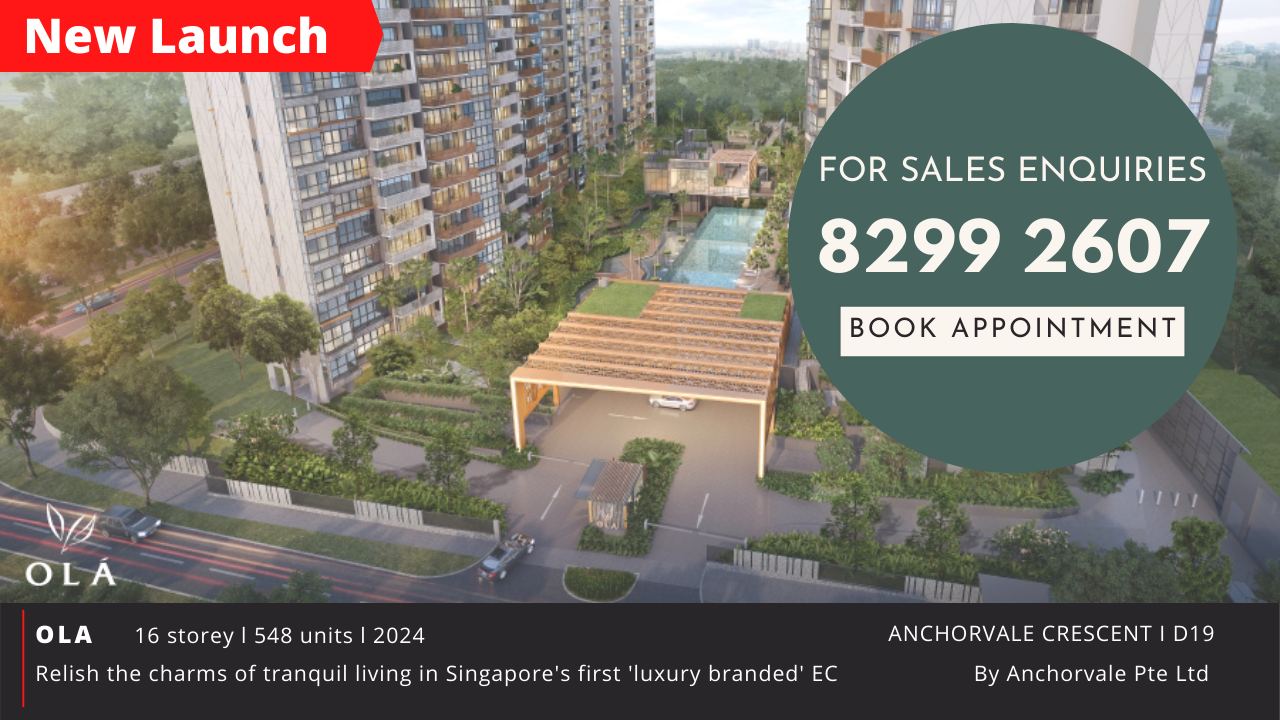 New Launch
FOR SALES ENQUIRIES
8299 2607
BOOK APPOINTMENT
OLÁ
OLA 16 storey l 548 units l 2024
ANCHORVALE CRESCENT I D19
Relish the charms of tranquil living in Singapore's first 'luxury branded' EC
By Anchorvale Pte Ltd